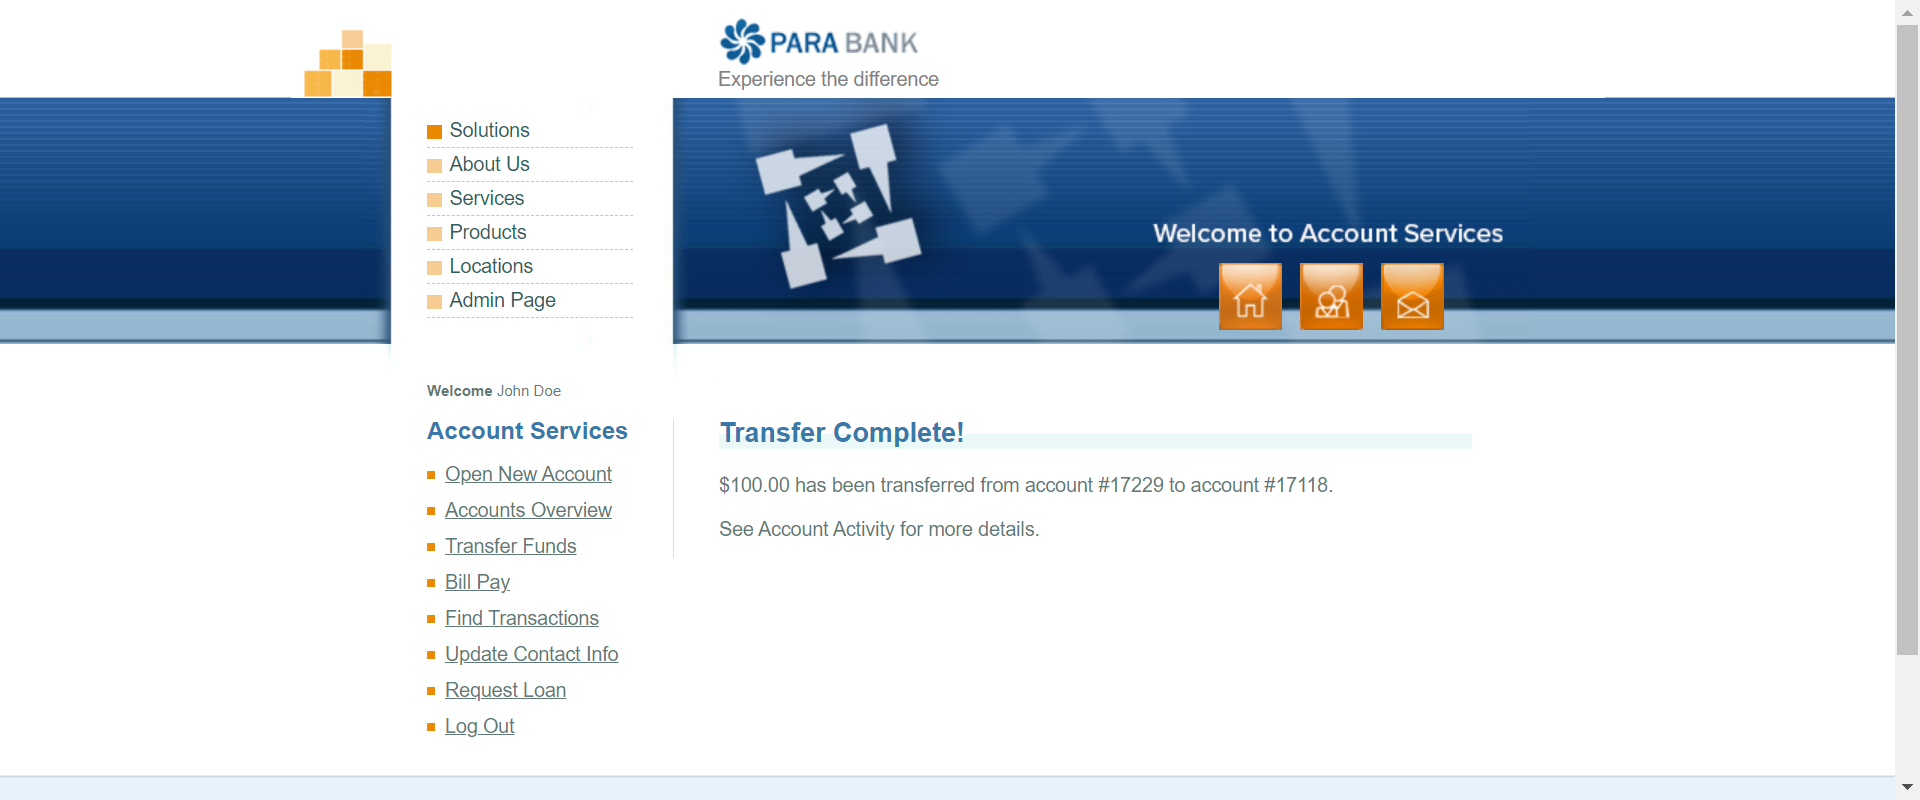 PARA BANK
Experience the difference
Solutions
About Us
Services
Products
Locations
Admin Page
Welcome to Account Services
Welcome John Doe
Account Services
Open New Account
Accounts Overview
Transfer Funds
Bill Pay
Find Transactions
Update Contact Info
Request Loan
Log Out
Transfer Complete!
$100.00 has been transferred from account #17229 to account #17118.
See Account Activity for more details.